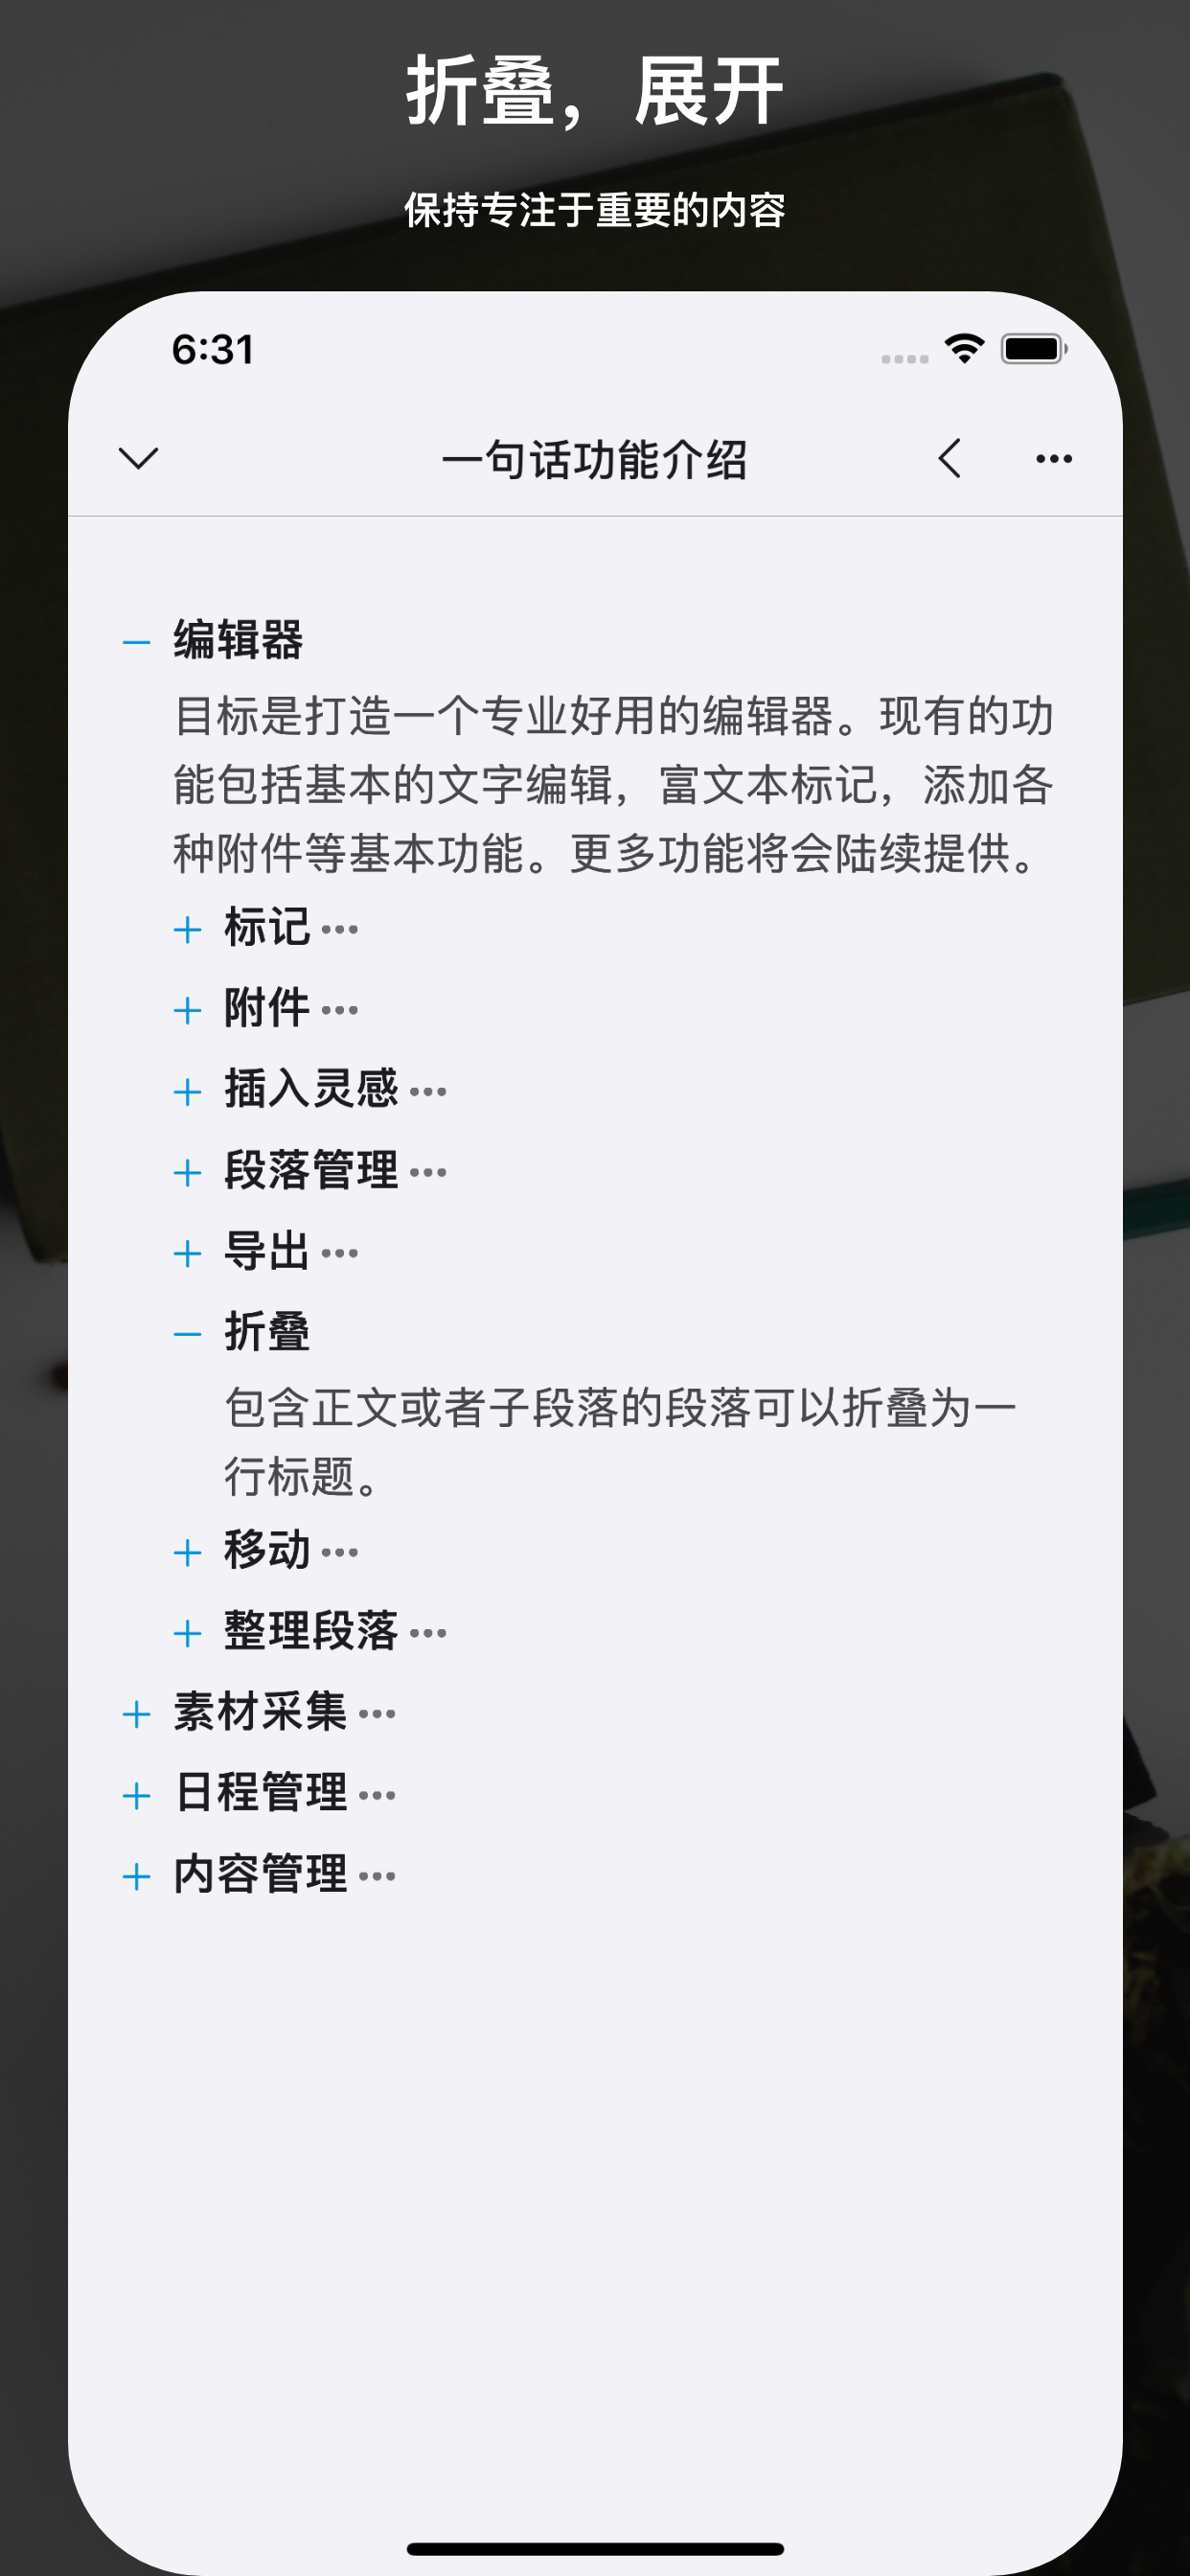 折叠，展开
保持专注于重要的内容
6:31
一句话功能介绍
编辑器
目标是打造一个专业好用的编辑器。现有的功
能包括基本的文字编辑，富文本标记，添加各
种附件等基本功能。更多功能将会陆续提供。
标记
附件
插入灵感
段落管理
导出
折叠
包含正文或者子段落的段落可以折叠为一
行标题。
移动
整理段落
素材采集
日程管理
内容管理